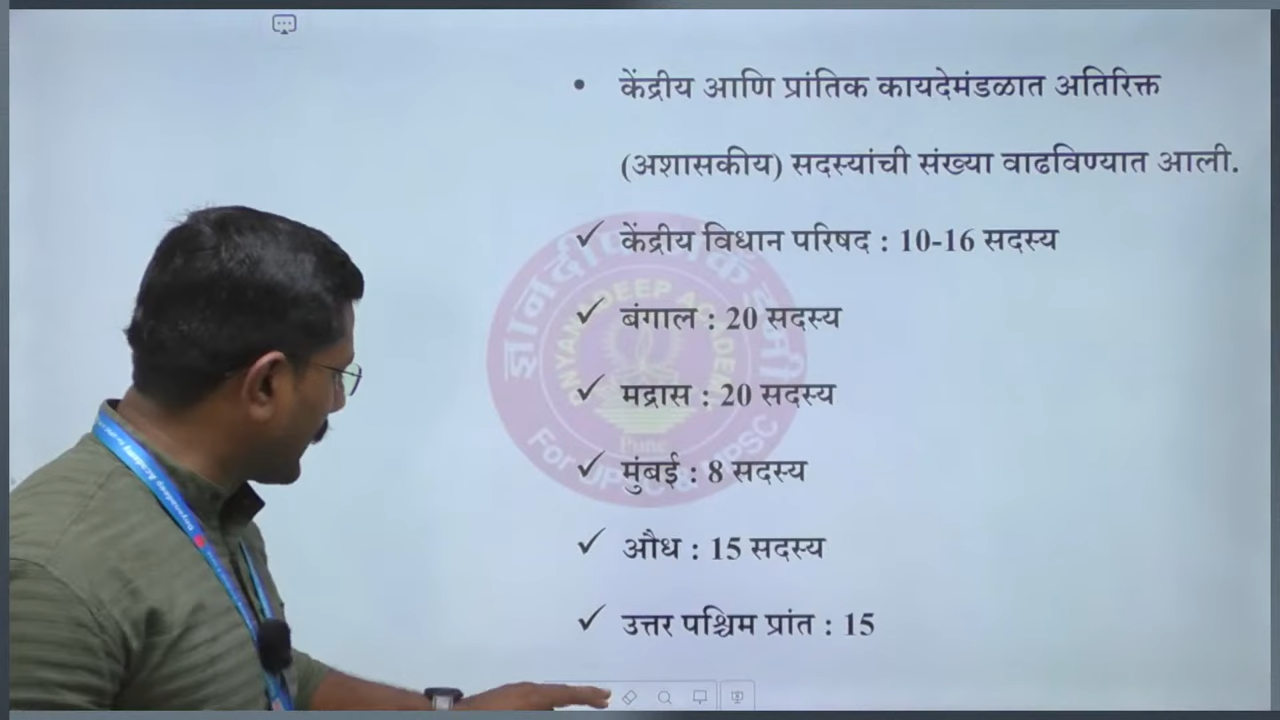 • केंद्रीय आणि प्रांतिक कायदेमंडळात अतिरिक्त
(अशासकीय) सदस्यांची संख्या वाढविण्यात आली.
✓ केंद्रीय विधान परिषद : 10-16 सदस्य
✓ बंगाल : 20 सदस्य
✓ मद्रास : 20 सदस्य
✓ मुंबई : 8 सदस्य
✓ औध : 15 सदस्य
✓ उत्तर पश्चिम प्रांत : 15
Pune